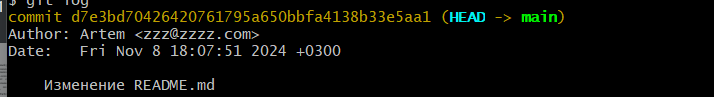 $ git log
commit d7e3bd70426420761795a650bbfa4138b33e5aa1 (HEAD -> main)
Author: Artem <zzz@zzzz.com>
Date:   Fri Nov 8 18:07:51 2024 +0300
    Изменение README.md